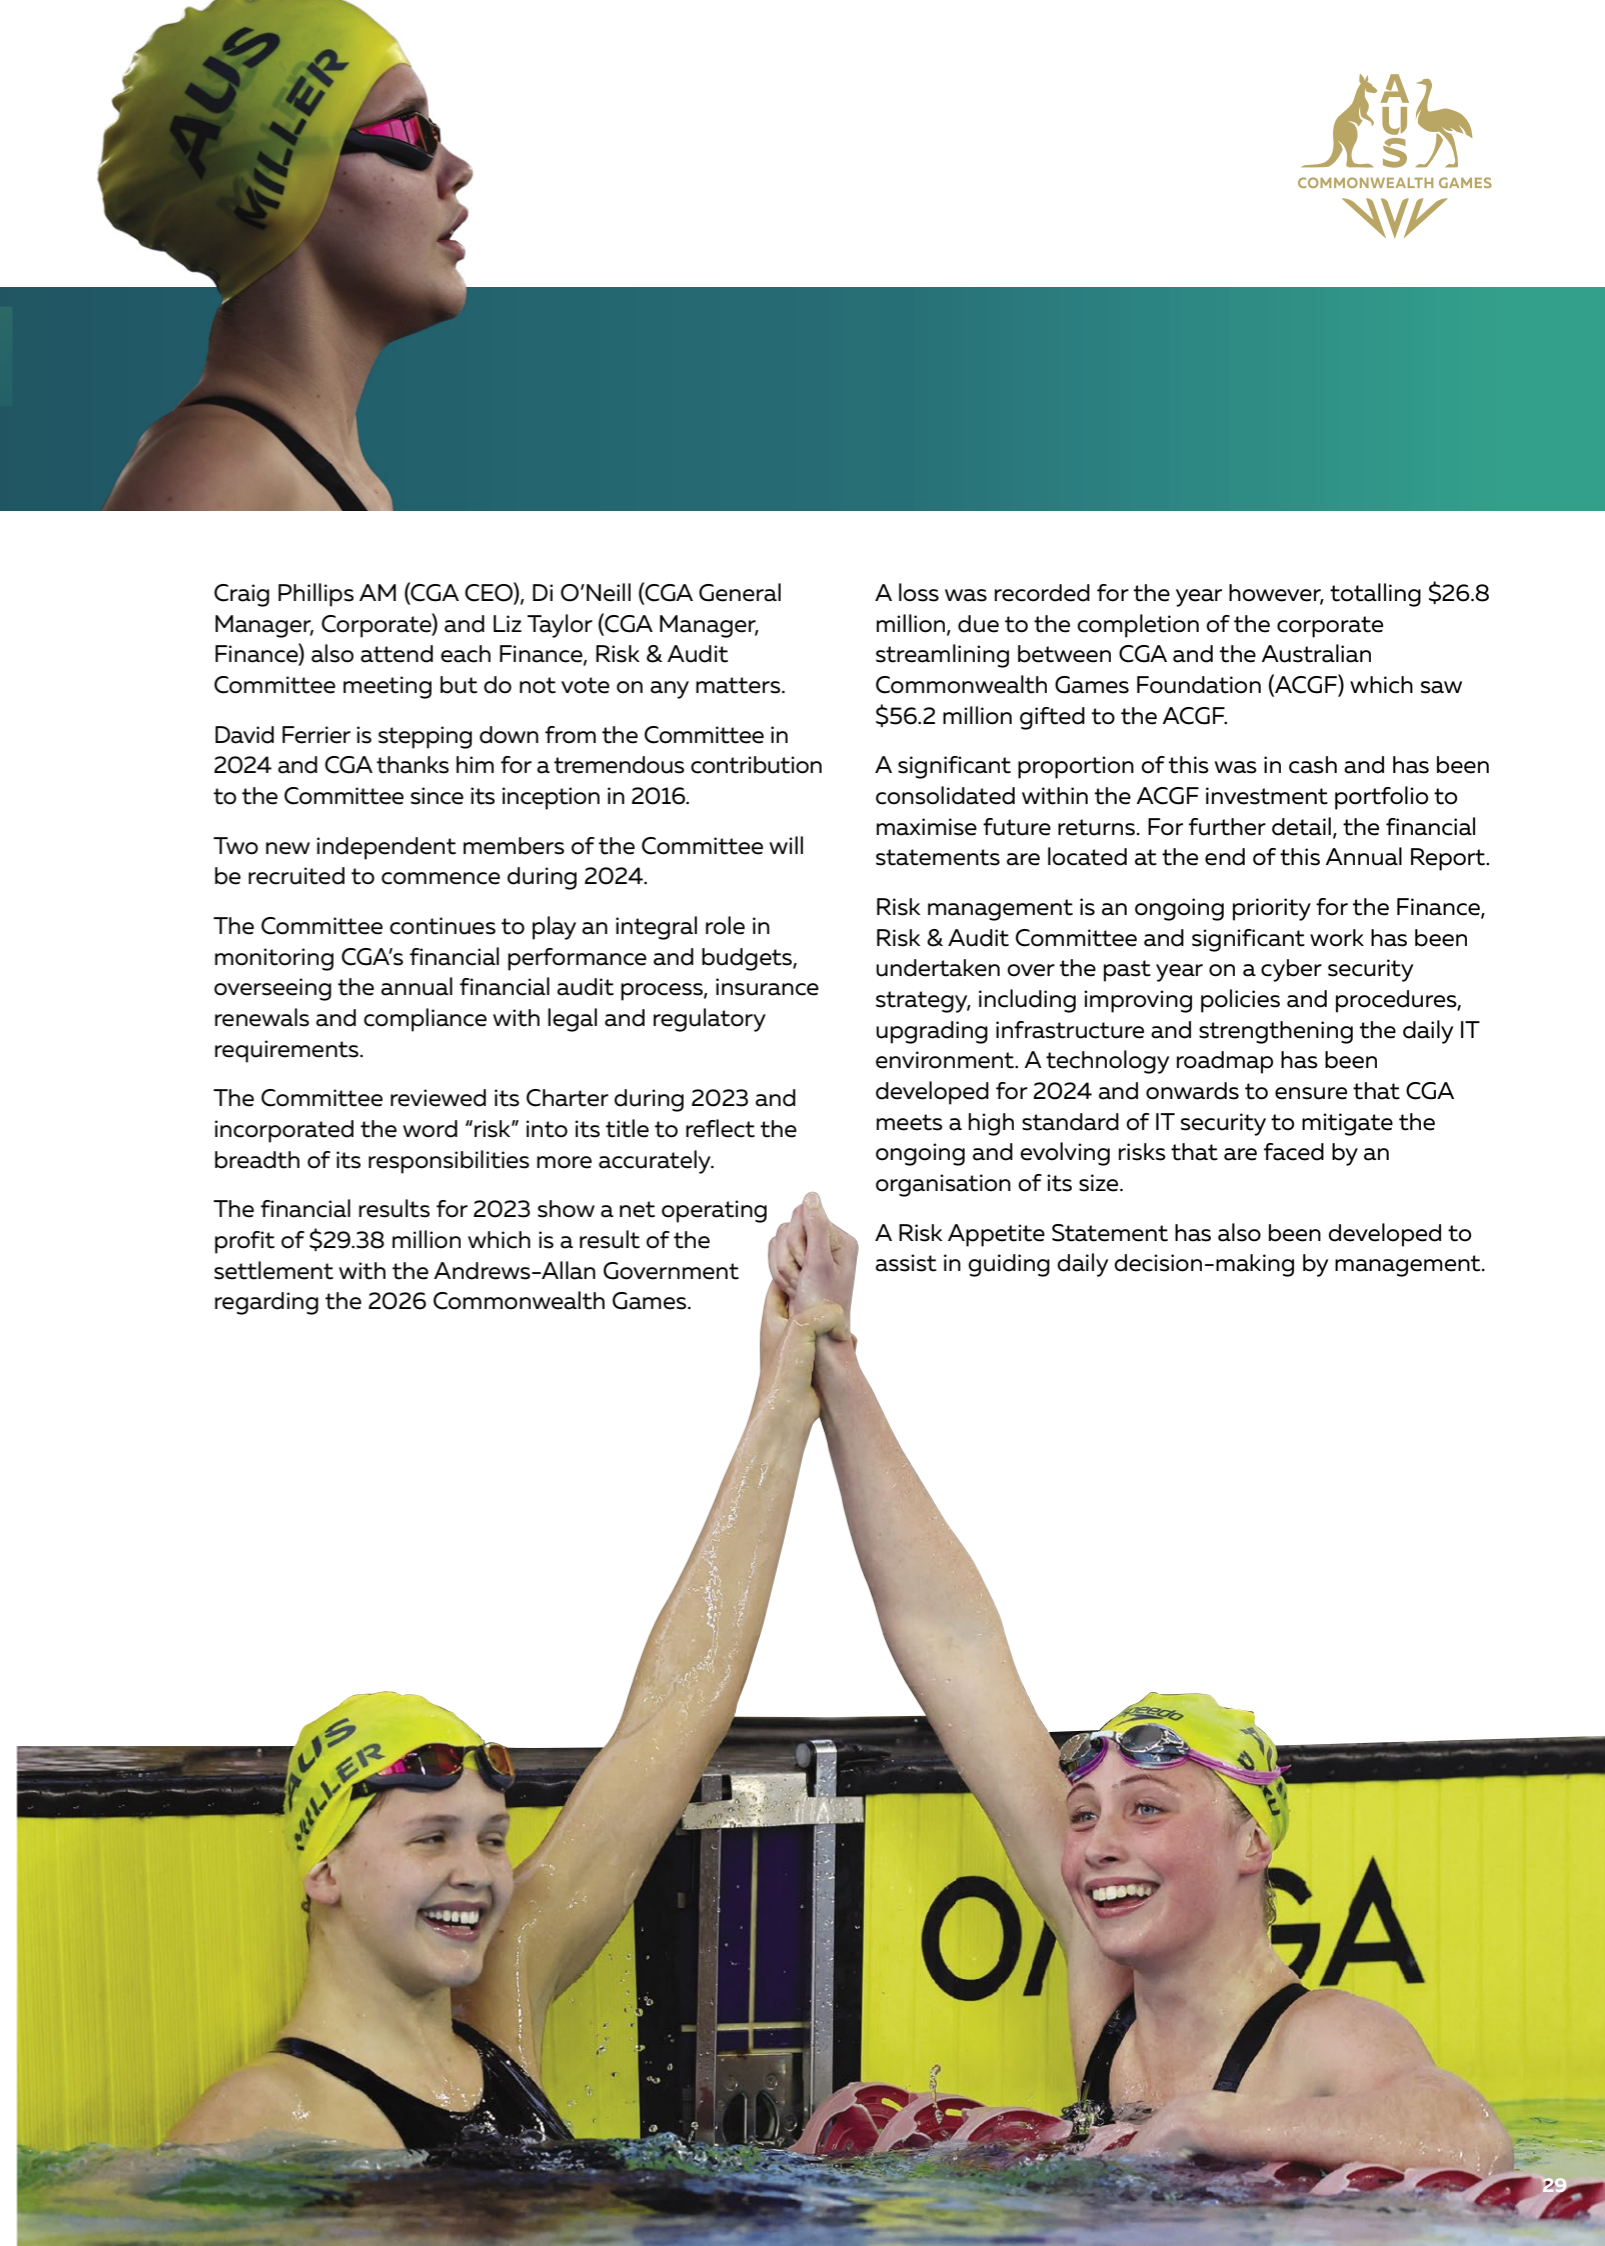 AUS
MILLER
AUS
COMMONWEALTH GAMES
Craig Phillips AM (CGA CEO), Di O’Neill (CGA General
Manager, Corporate) and Liz Taylor (CGA Manager,
Finance) also attend each Finance, Risk & Audit
Committee meeting but do not vote on any matters.
David Ferrier is stepping down from the Committee in
2024 and CGA thanks him for a tremendous contribution
to the Committee since its inception in 2016.
Two new independent members of the Committee will
be recruited to commence during 2024.
The Committee continues to play an integral role in
monitoring CGA’s financial performance and budgets,
overseeing the annual financial audit process, insurance
renewals and compliance with legal and regulatory
requirements.
The Committee reviewed its Charter during 2023 and
incorporated the word “risk” into its title to reflect the
breadth of its responsibilities more accurately.
The financial results for 2023 show a net operating
profit of $29.38 million which is a result of the
settlement with the Andrews-Allan Government
regarding the 2026 Commonwealth Games.
A loss was recorded for the year however, totalling $26.8
million, due to the completion of the corporate
streamlining between CGA and the Australian
Commonwealth Games Foundation (ACGF) which saw
$56.2 million gifted to the ACGF.
A significant proportion of this was in cash and has been
consolidated within the ACGF investment portfolio to
maximise future returns. For further detail, the financial
statements are located at the end of this Annual Report.
Risk management is an ongoing priority for the Finance,
Risk & Audit Committee and significant work has been
undertaken over the past year on a cyber security
strategy, including improving policies and procedures,
upgrading infrastructure and strengthening the daily IT
environment. A technology roadmap has been
developed for 2024 and onwards to ensure that CGA
meets a high standard of IT security to mitigate the
ongoing and evolving risks that are faced by an
organisation of its size.
A Risk Appetite Statement has also been developed to
assist in guiding daily decision-making by management.
AUS
MILLER
speedo
29